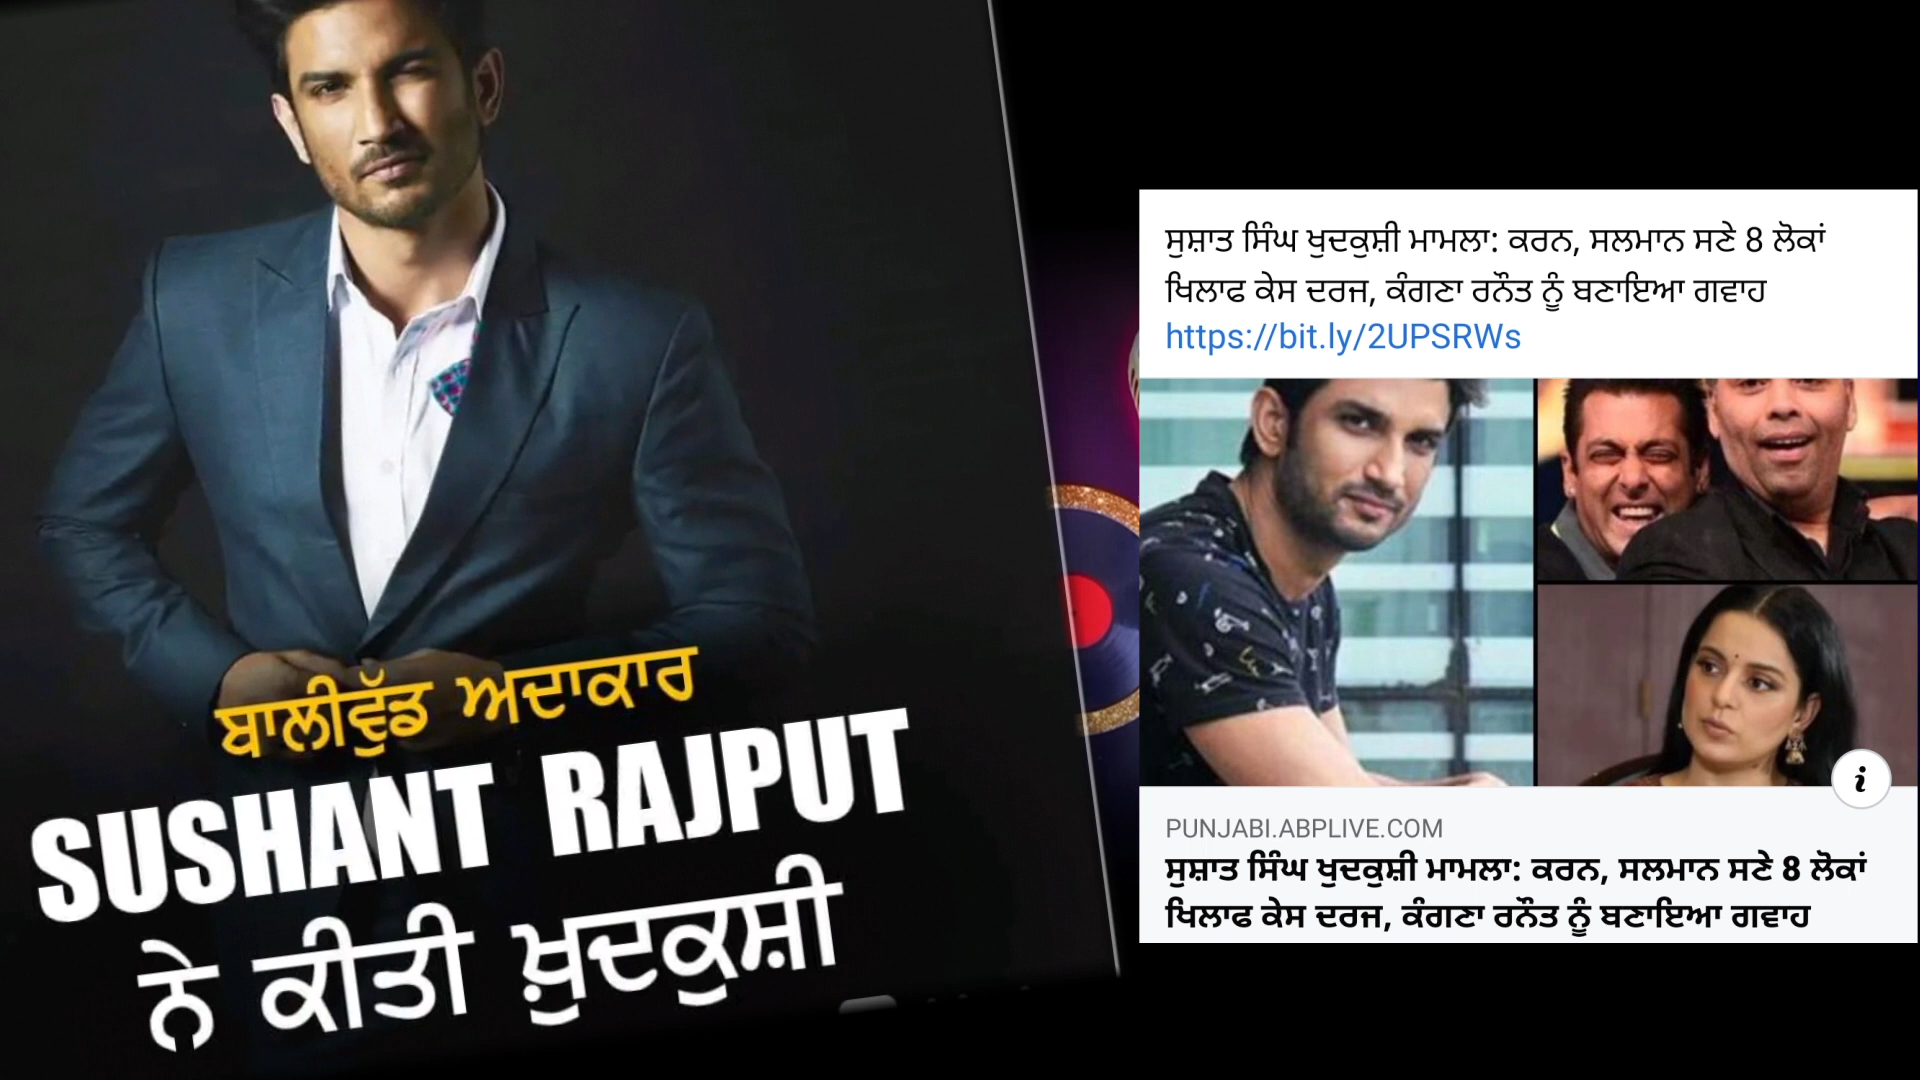 ਬਾਲੀਵੁੱਡ ਅਦਾਕਾਰ
SUSHANT RAJPUT
ਨੇ ਕੀਤੀ ਖ਼ੁਦਕੁਸ਼ੀ
ਸੁਸ਼ਾਤ ਸਿੰਘ ਖੁਦਕੁਸ਼ੀ ਮਾਮਲਾ: ਕਰਨ, ਸਲਮਾਨ ਸਣੇ 8 ਲੋਕਾਂ
ਖਿਲਾਫ ਕੇਸ ਦਰਜ, ਕੰਗਣਾ ਰਨੌਤ ਨੂੰ ਬਣਾਇਆ ਗਵਾਹ
https://bit.ly/2UPSRWs
i
PUNJABI.ABPLIVE.COM
ਸੁਸ਼ਾਤ ਸਿੰਘ ਖੁਦਕੁਸ਼ੀ ਮਾਮਲਾ: ਕਰਨ, ਸਲਮਾਨ ਸਣੇ 8 ਲੋਕਾਂ
ਖਿਲਾਫ ਕੇਸ ਦਰਜ, ਕੰਗਣਾ ਰਨੌਤ ਨੂੰ ਬਣਾਇਆ ਗਵਾਹ